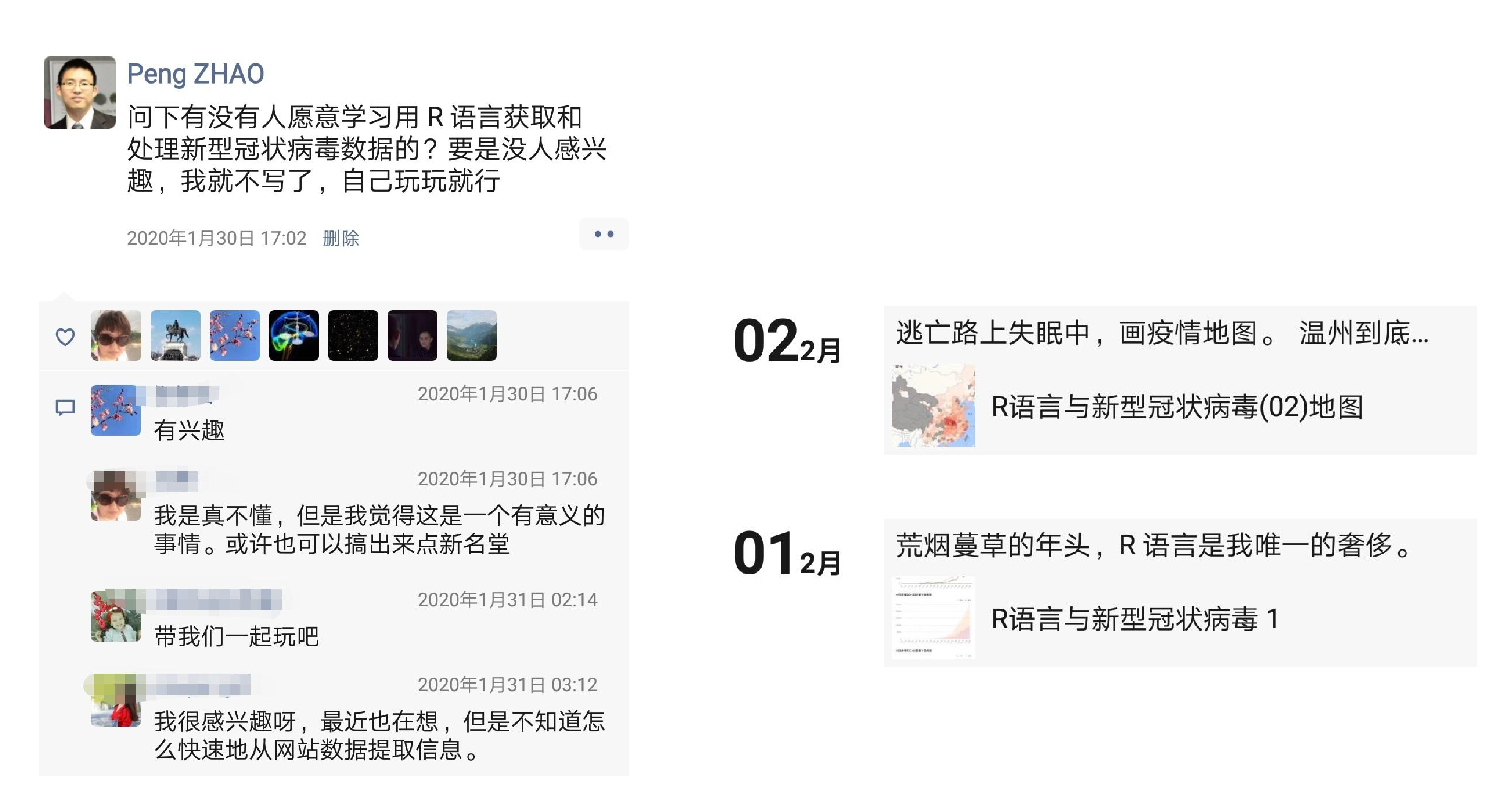 Peng ZHAO
问下有没有人愿意学习用 R 语言获取和
处理新型冠状病毒数据的？要是没人感兴
趣，我就不写了，自己玩玩就行
2020年1月30日 17:02 删除
2020年1月30日 17:06
有兴趣
2020年1月30日 17:06
我是真不懂，但是我觉得这是一个有意义的
事情。或许也可以搞出来点新名堂
2020年1月31日 02:14
带我们一起玩吧
2020年1月31日 03:12
我很感兴趣呀，最近也在想，但是不知道怎
么快速地从网站数据提取信息。
022月
逃亡路上失眠中，画疫情地图。 温州到底...
R语言与新型冠状病毒(02)地图
012月
荒烟蔓草的年头，R 语言是我唯一的奢侈。
R语言与新型冠状病毒 1